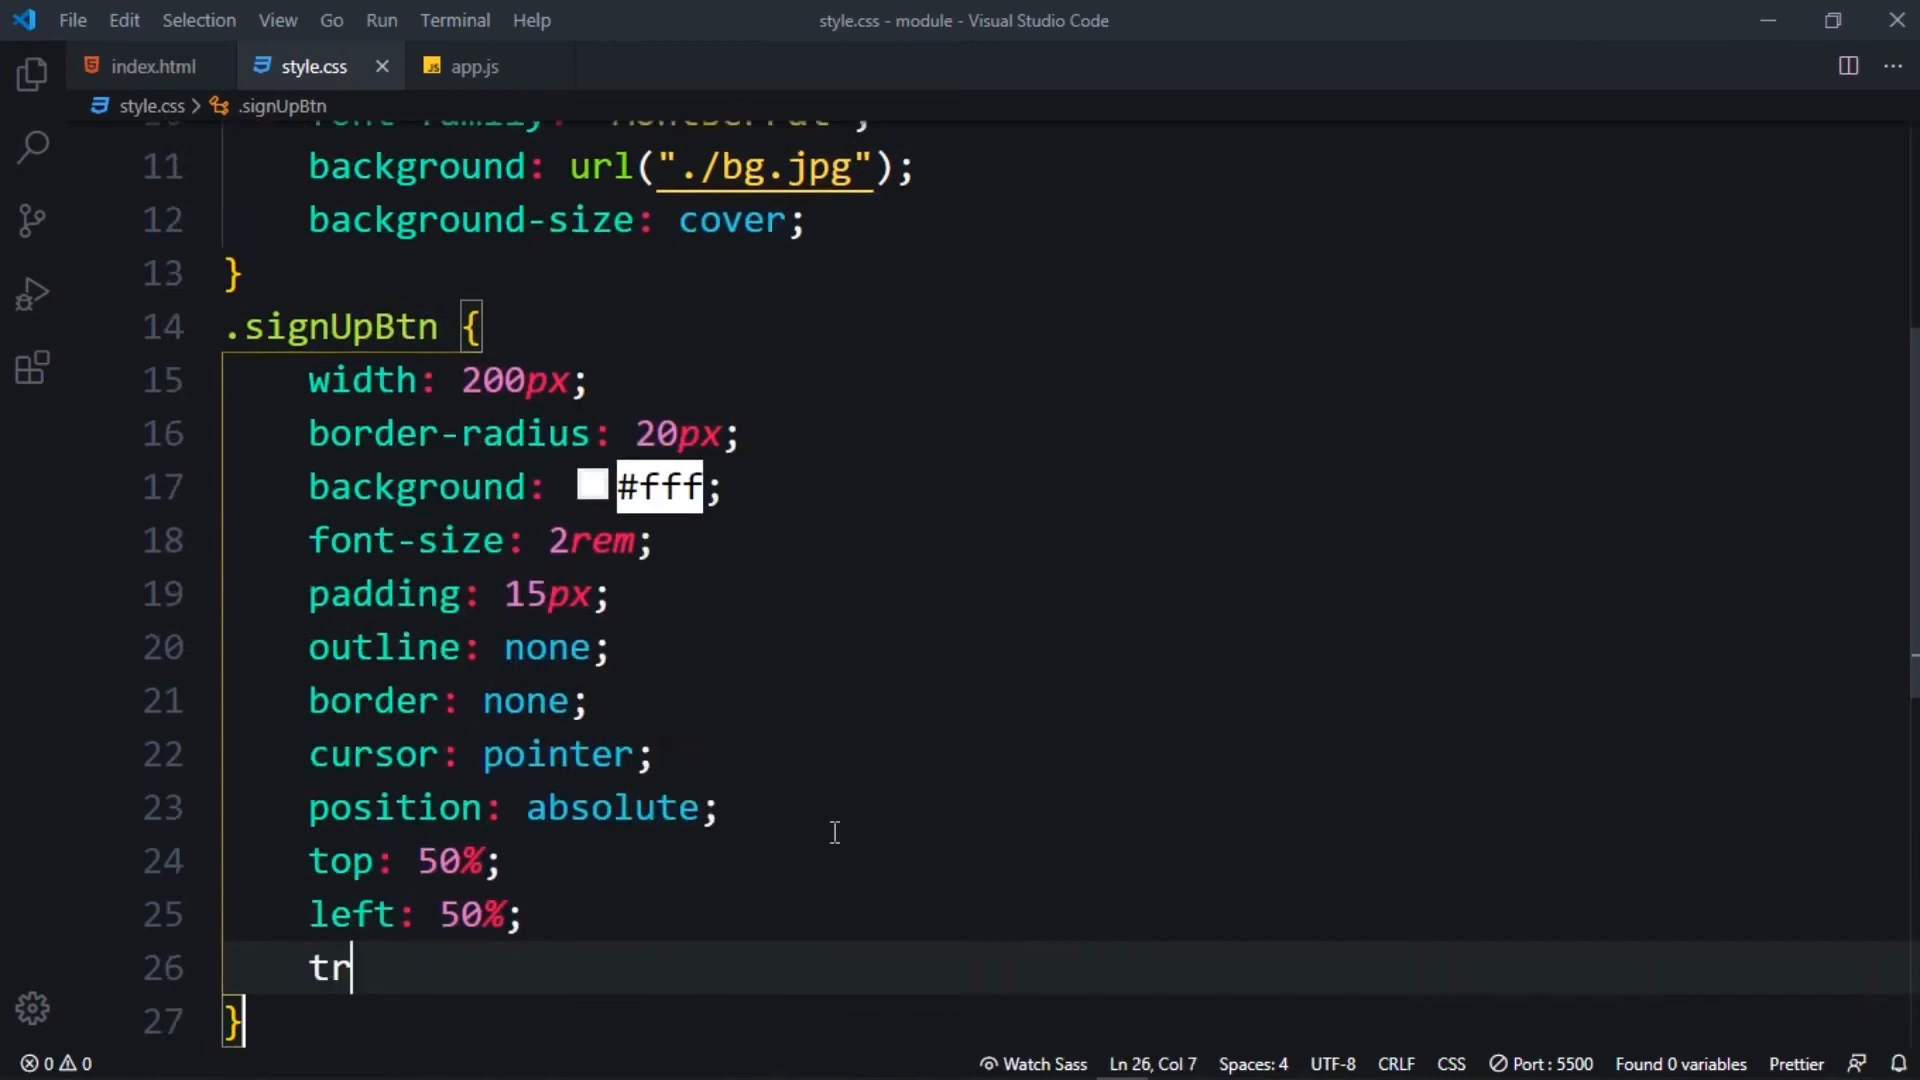 File Edit Selection View Go Run Terminal Help style.css - module - Visual Studio Code
index.html style.css app.js
style.css > .signUpBtn
11 background: url("./bg.jpg");
12 background-size: cover;
13 }
14 .signUpBtn {
15 width: 200px;
16 border-radius: 20px;
17 background: #fff;
18 font-size: 2rem;
19 padding: 15px;
20 outline: none;
21 border: none;
22 cursor: pointer;
23 position: absolute;
24 top: 50%;
25 left: 50%;
26 tr
27 }
0 0 Watch Sass Ln 26, Col 7 Spaces: 4 UTF-8 CRLF CSS Port : 5500 Found 0 variables Prettier